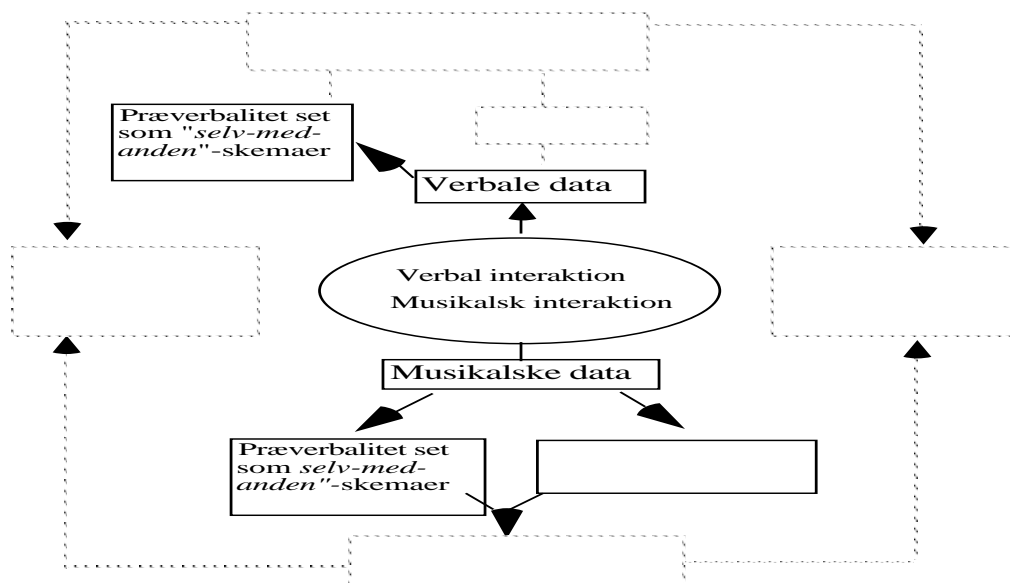 Præverbalitet set
som "selv-med-
anden"-skemaer
Verbale data
Verbal interaktion
Musikalsk interaktion
Musikalske data
Præverbalitet set
som selv-med-
anden"-skemaer